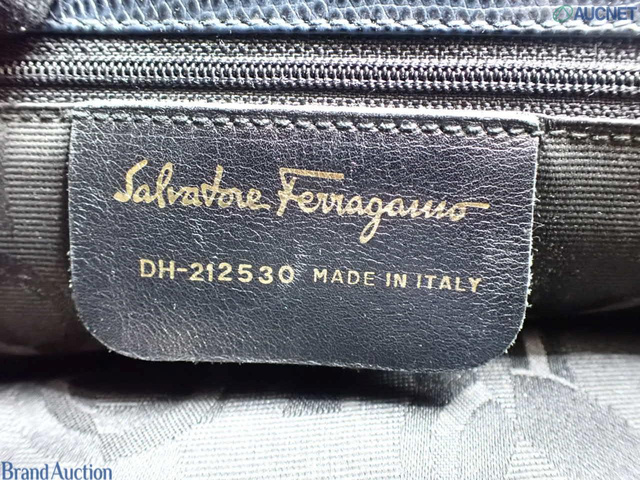 AUCNET
Salvatore Ferragamo
DH-212530 MADE IN ITALY
Brand Auction